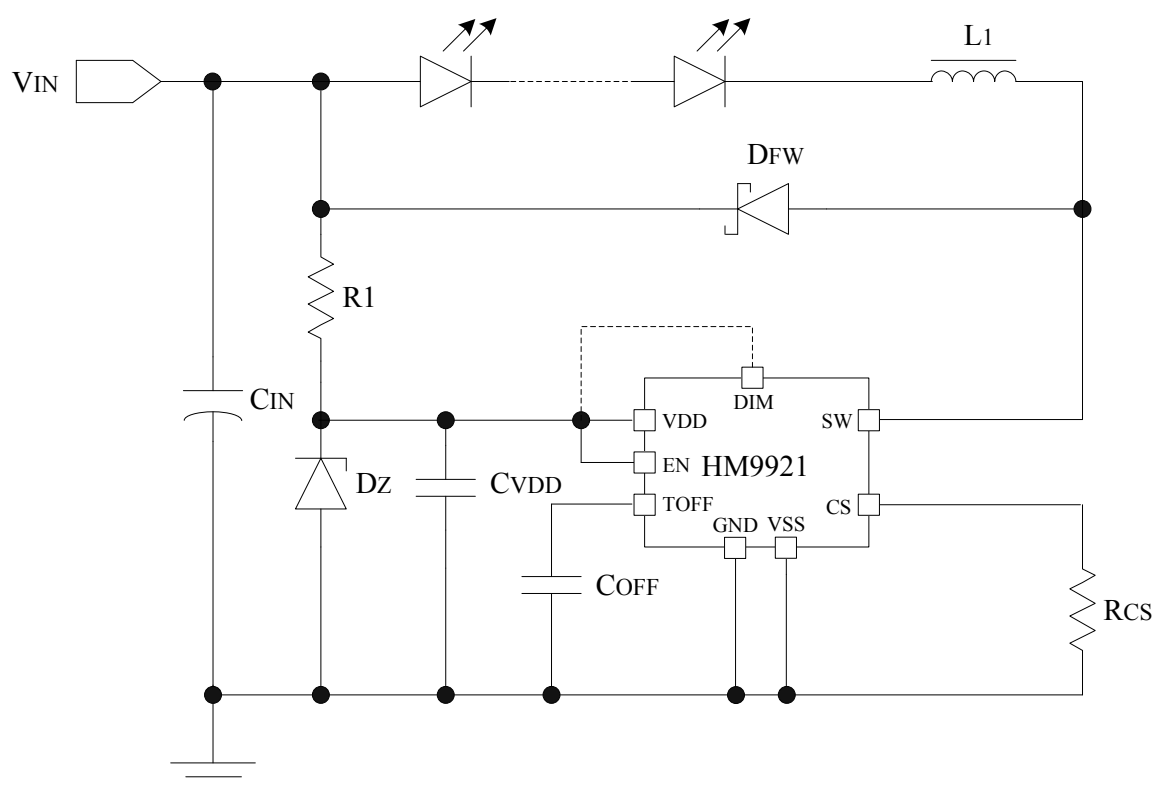 L1
VIN
DFW
R1
CIN
DIM
VDD
SW
EN
HM9921
DZ
CVDD
TOFF
CS
GND
VSS
COFF
RCS